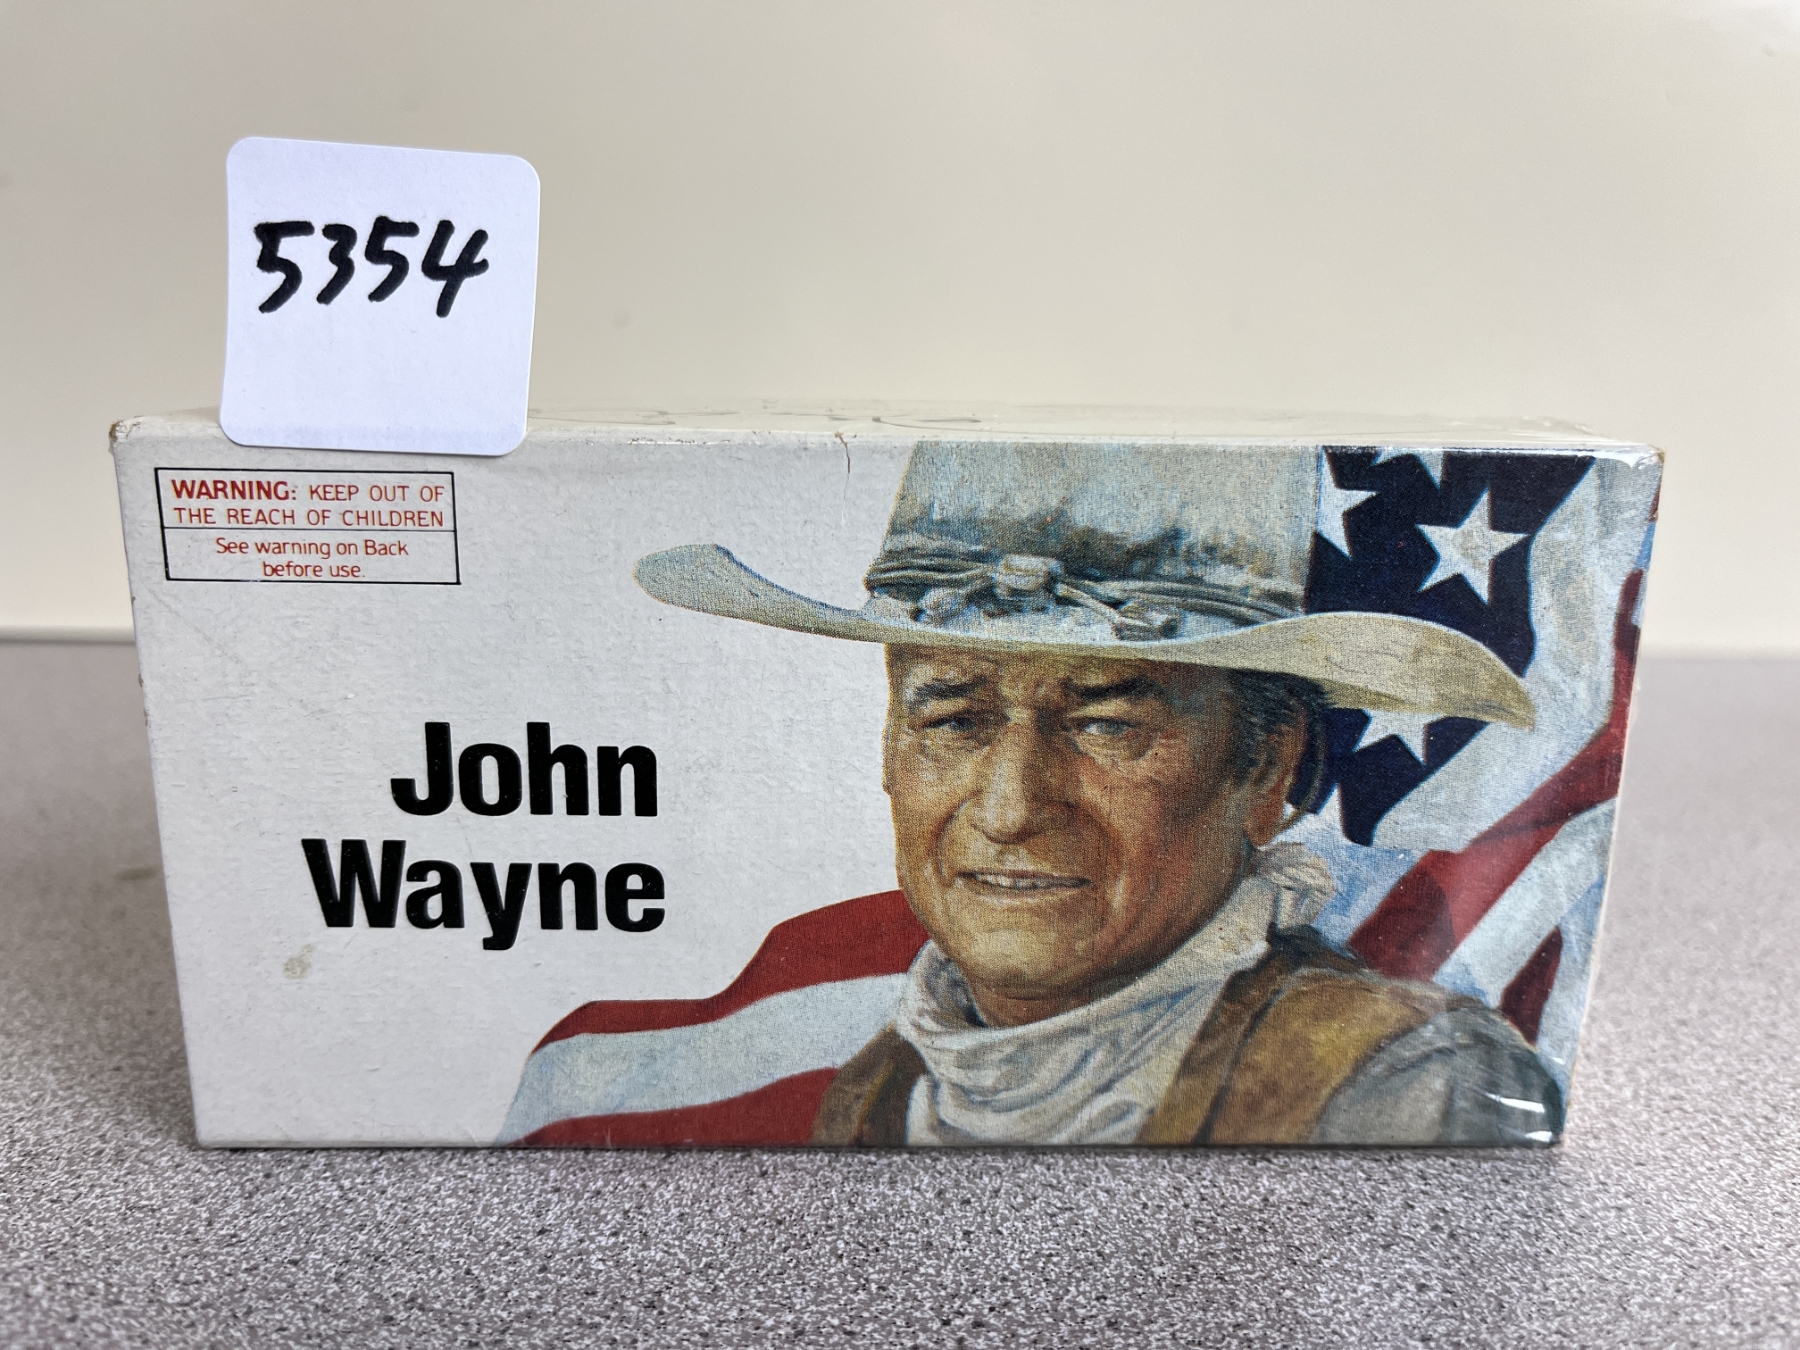 5354
WARNING: KEEP OUT OF
THE REACH OF CHILDREN
See warning on Back
before use.
John
Wayne